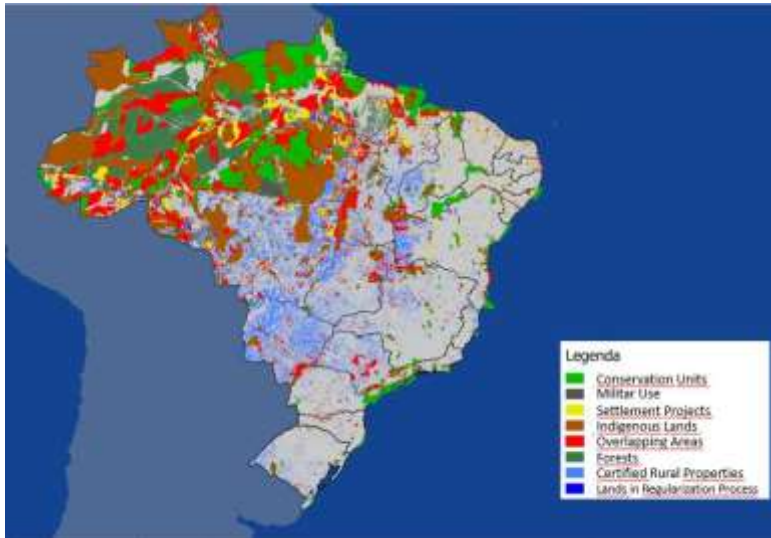 Legenda
Conservation Units
Militar Use
Settlement Projects
Indigenous Lands
Overlapping Areas
Forests
Certified Rural Properties
Lands in Regularization Process